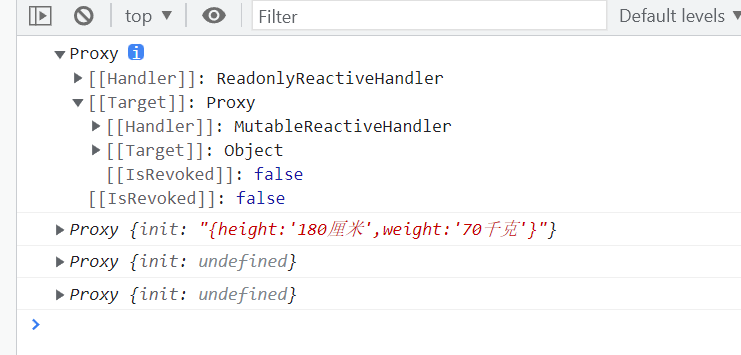 top ▼ Filter Default levels ▼
▼ Proxy i
▶ [[Handler]]: ReadonlyReactiveHandler
▼ [[Target]]: Proxy
▶ [[Handler]]: MutableReactiveHandler
▶ [[Target]]: Object
[[IsRevoked]]: false
[[IsRevoked]]: false
▶ Proxy {init: "{height:'180厘米',weight:'70千克'}"}
▶ Proxy {init: undefined}
▶ Proxy {init: undefined}
>